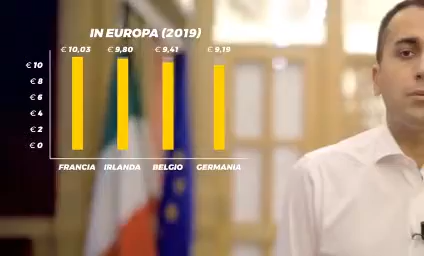 IN EUROPA (2019)
€ 10,03 € 9,80 € 9,41 € 9,19
€ 10
€ 8
€ 6
€ 4
€ 2
€ 0
FRANCIA IRLANDA BELGIO GERMANIA